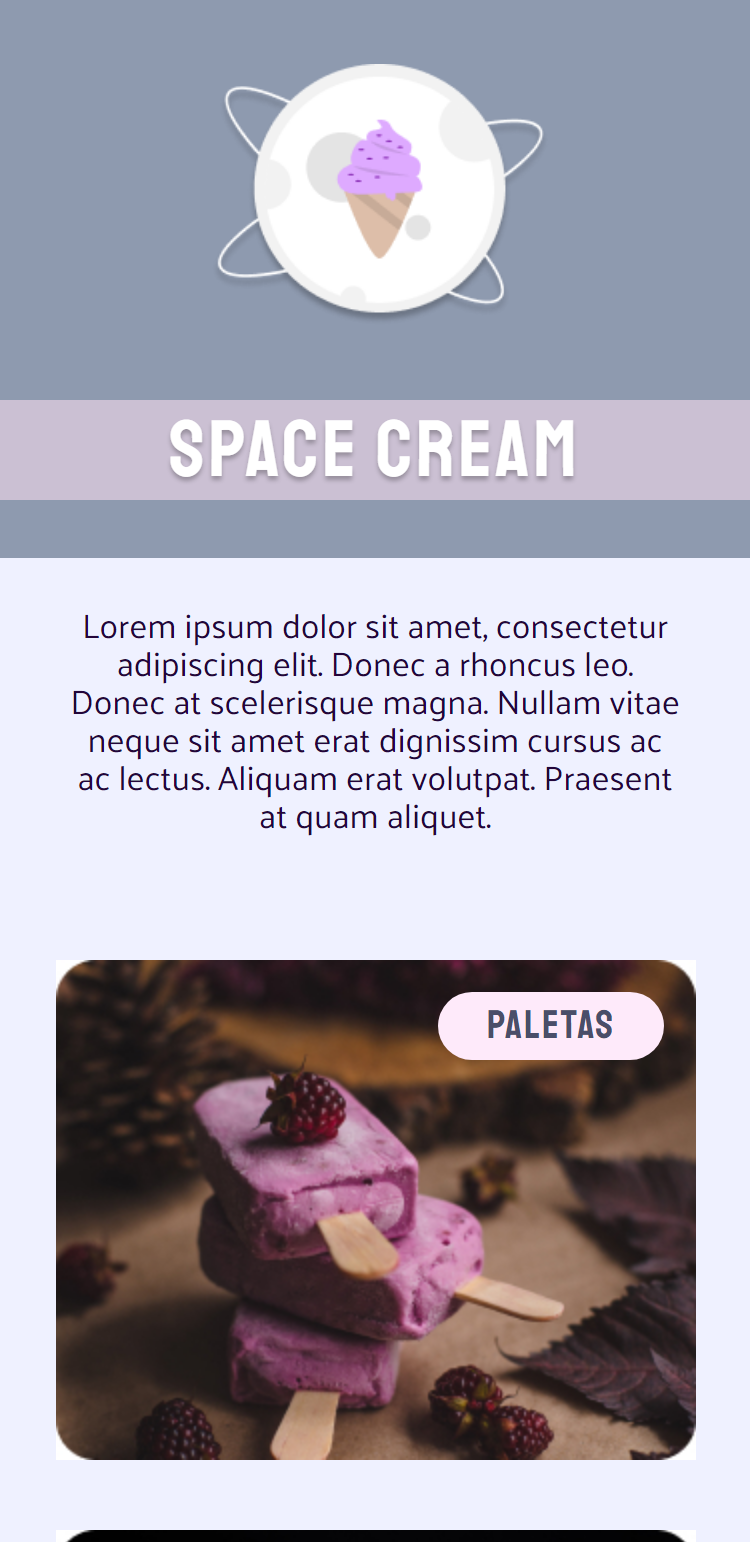 SPACE CREAM
Lorem ipsum dolor sit amet, consectetur
adipiscing elit. Donec a rhoncus leo.
Donec at scelerisque magna. Nullam vitae
neque sit amet erat dignissim cursus ac
ac lectus. Aliquam erat volutpat. Praesent
at quam aliquet.
PALETAS